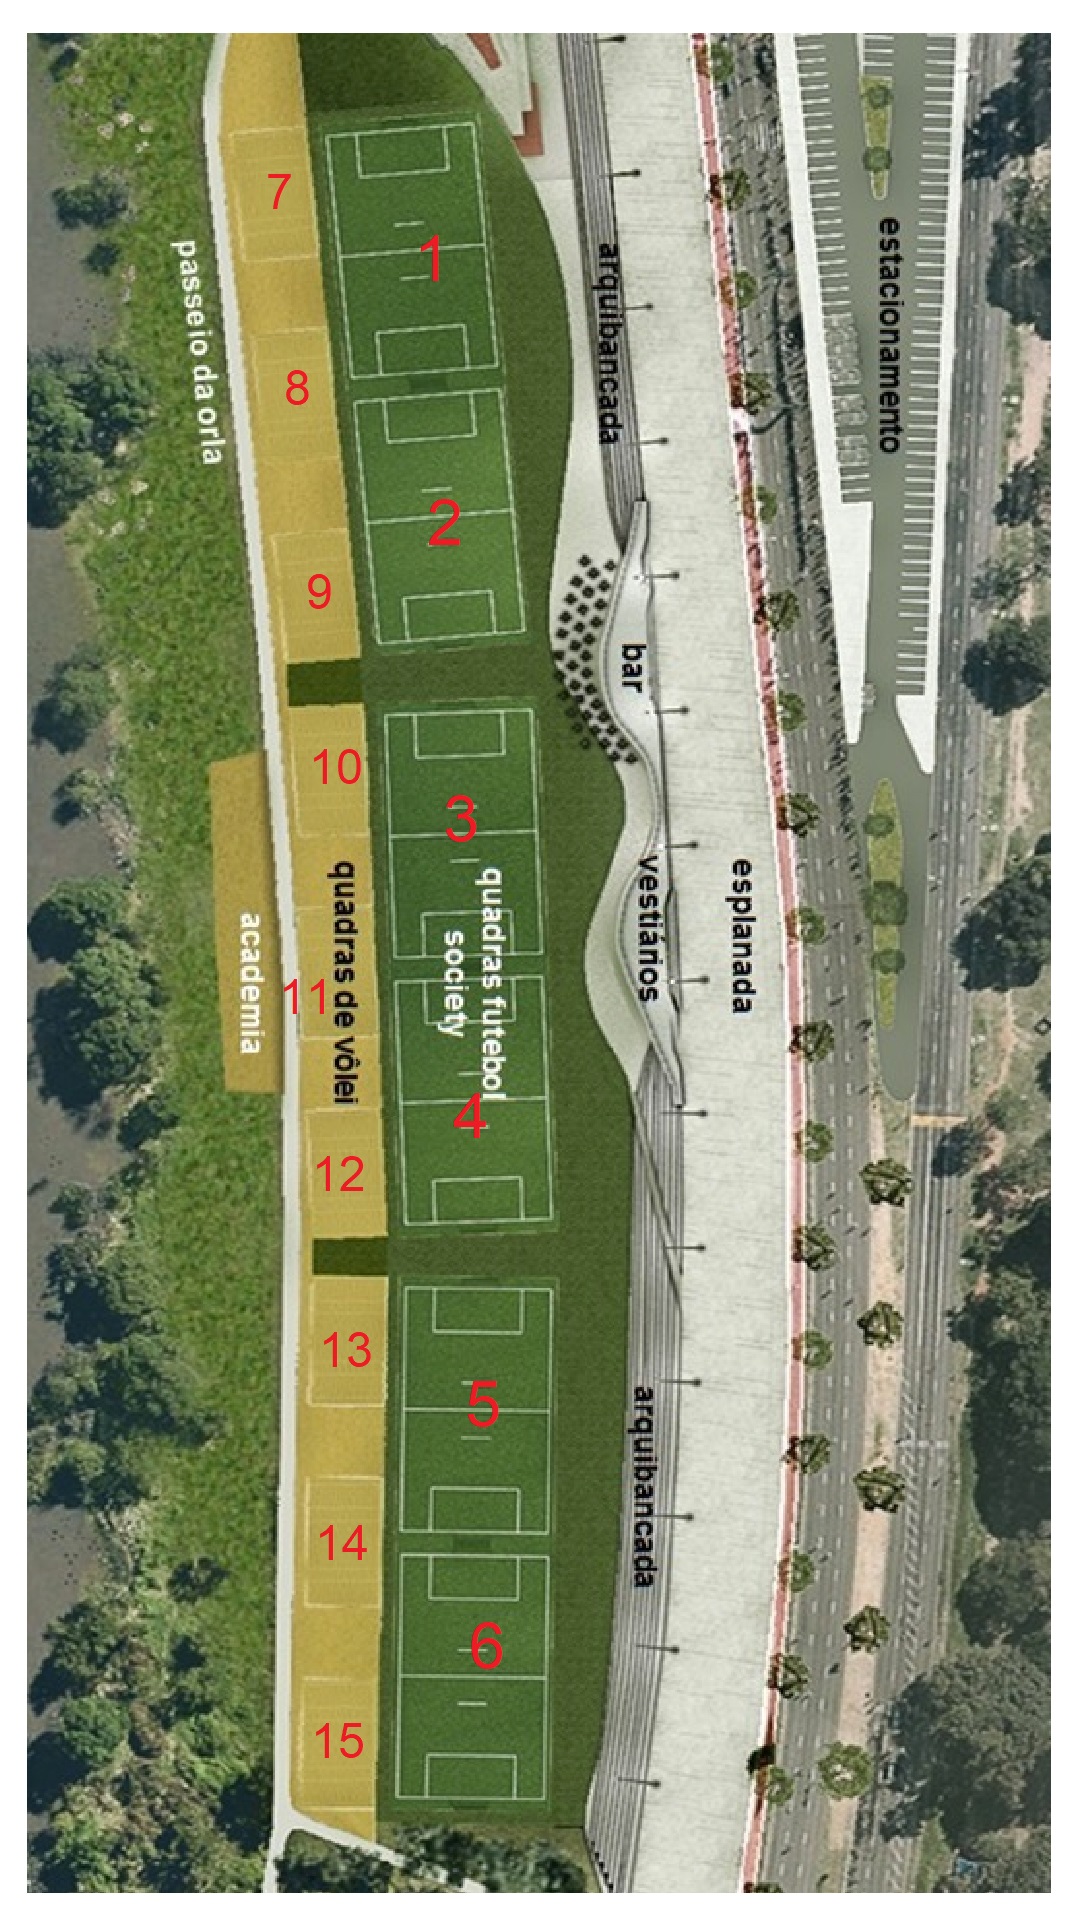 7
1
estacionamento
passeio da orla
arquibancada
8
2
9
bar
10
3
quadras de vôlei
quadras futebol
society
vestiários
esplanada
academia
11
4
12
13
5
arquibancada
14
6
15